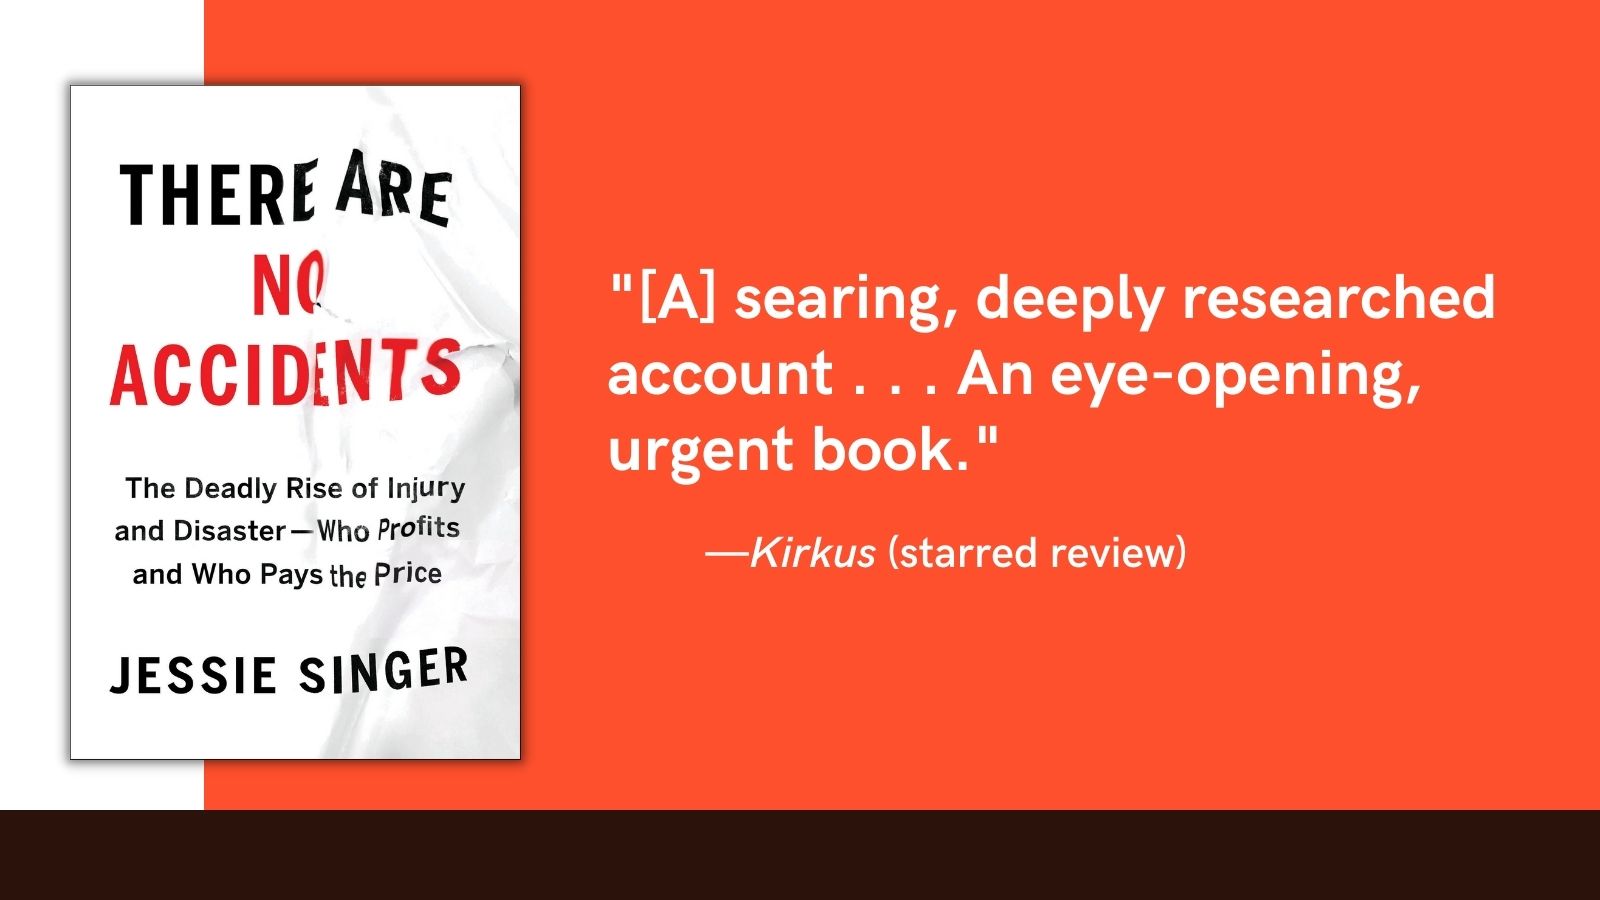 THERE ARE
NO
ACCIDENTS
The Deadly Rise of Injury
and Disaster—Who Profits
and Who Pays the Price
JESSIE SINGER
"[A] searing, deeply researched
account . . . An eye-opening,
urgent book."
—Kirkus (starred review)